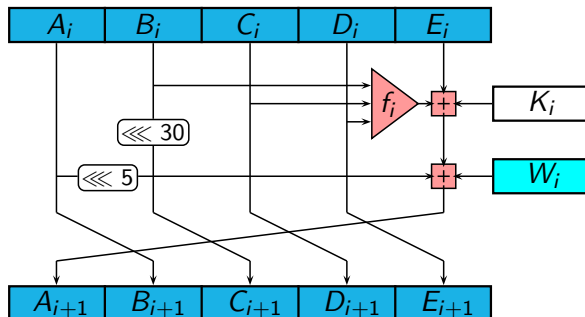 A_i B_i C_i D_i E_i
f_i + K_i
⋘ 30
⋘ 5 + W_i
A_{i+1} B_{i+1} C_{i+1} D_{i+1} E_{i+1}